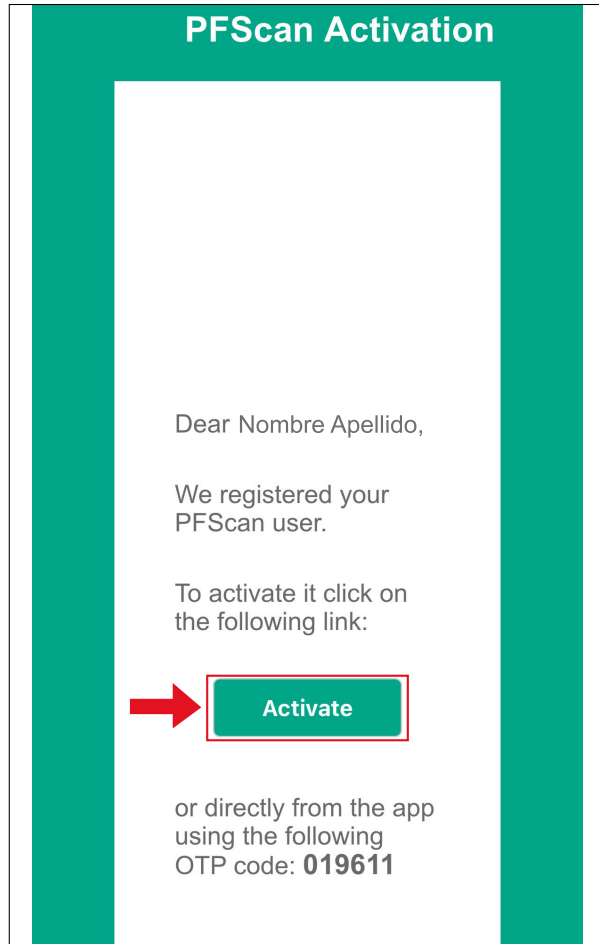 PFScan Activation
Dear Nombre Apellido,
We registered your
PFScan user.
To activate it click on
the following link:
Activate
or directly from the app
using the following
OTP code: 019611